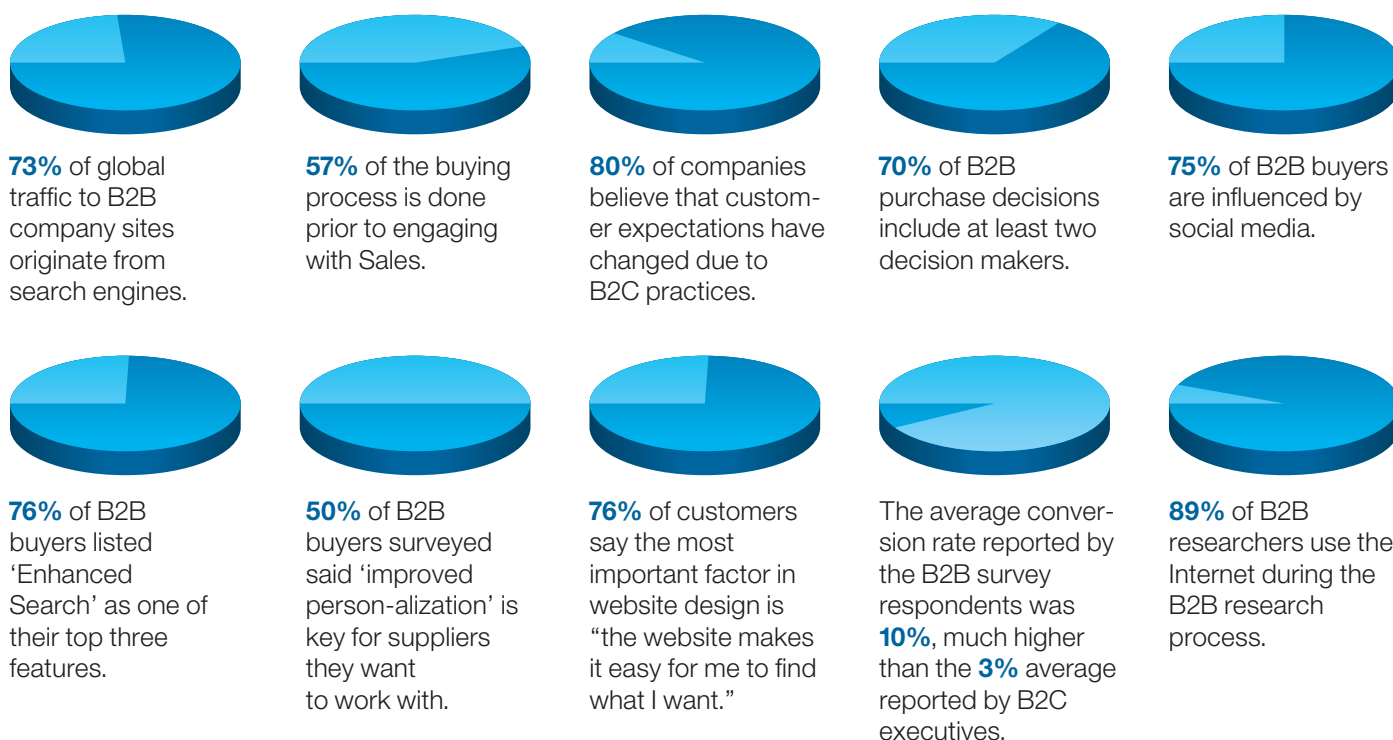 73% of global
traffic to B2B
company sites
originate from
search engines.
57% of the buying
process is done
prior to engaging
with Sales.
80% of companies
believe that custom-
er expectations have
changed due to
B2C practices.
70% of B2B
purchase decisions
include at least two
decision makers.
75% of B2B buyers
are influenced by
social media.
76% of B2B
buyers listed
‘Enhanced
Search’ as one of
their top three
features.
50% of B2B
buyers surveyed
said ‘improved
person-alization’ is
key for suppliers
they want
to work with.
76% of customers
say the most
important factor in
website design is
“the website makes
it easy for me to find
what I want.”
The average conver-
sion rate reported by
the B2B survey
respondents was
10%, much higher
than the 3% average
reported by B2C
executives.
89% of B2B
researchers use the
Internet during the
B2B research
process.